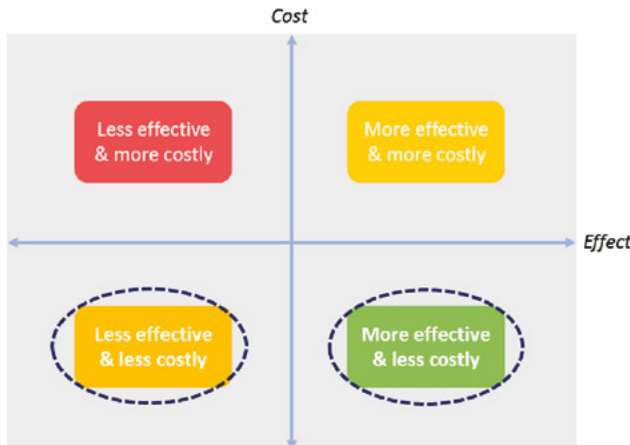 Cost
Less effective
& more costly
More effective
& more costly
Effect
Less effective
& less costly
More effective
& less costly